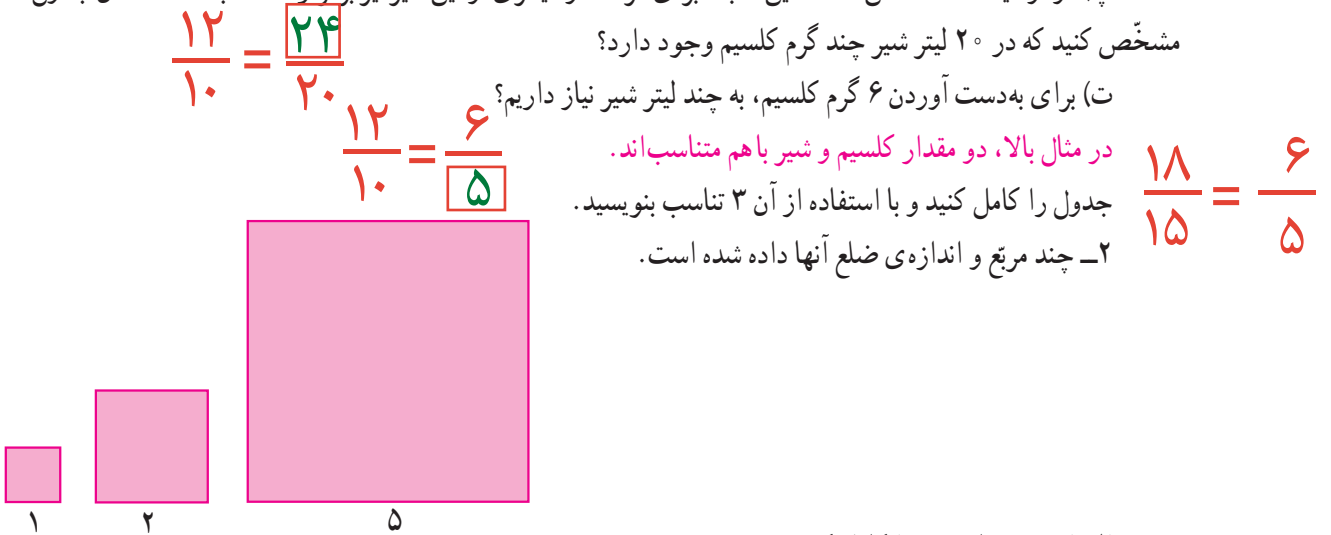 مشخّص کنید که در ۲۰ لیتر شیر چند گرم کلسیم وجود دارد؟
۱۲/۱۰ = ۲۴/۲۰
ت) برای به‌دست آوردن ۶ گرم کلسیم، به چند لیتر شیر نیاز داریم؟
۱۲/۱۰ = ۶/۵
در مثال بالا، دو مقدار کلسیم و شیر باهم متناسب‌اند.
۱۸/۱۵ = ۶/۵
جدول را کامل کنید و با استفاده از آن ۳ تناسب بنویسید.
۲ــ چند مربّع و اندازه‌ی ضلع آنها داده شده است.
۱ ۲ ۵